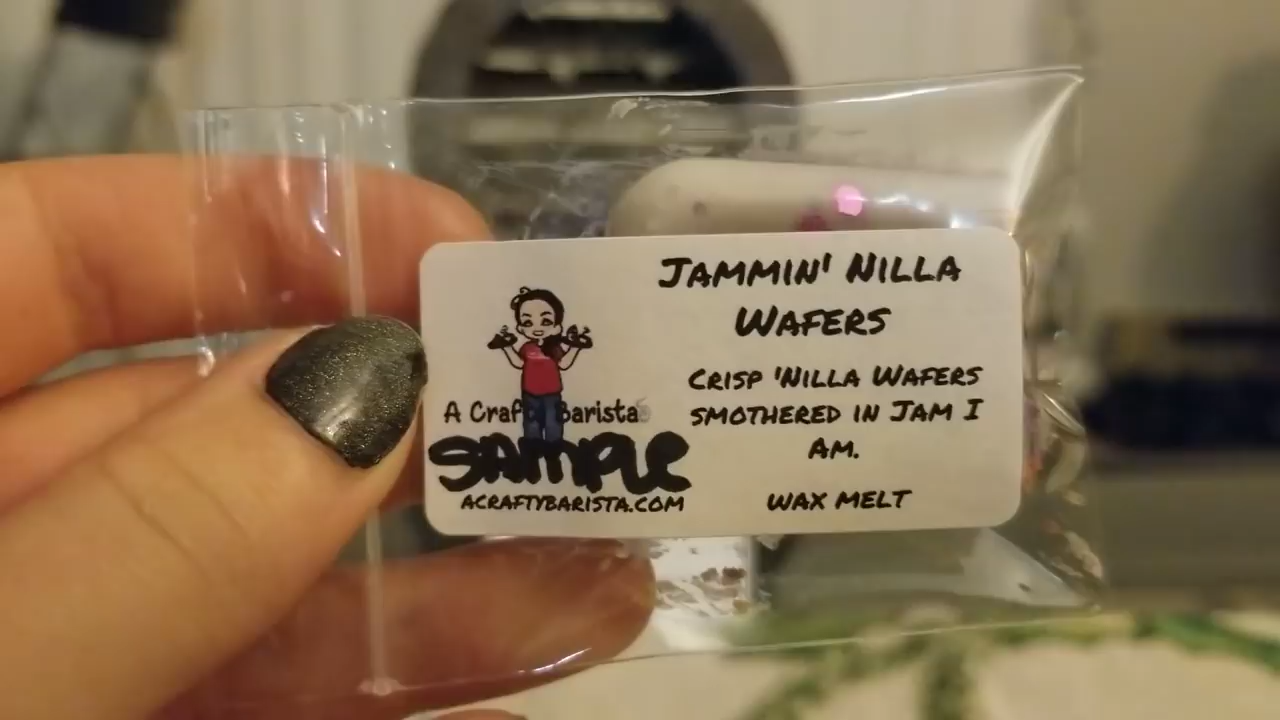 Jammin' Nilla
Wafers
Crisp 'Nilla Wafers
smothered in Jam I
Am.
wax melt
A Crafty Barista
SAMPLE
acraftybarista.com